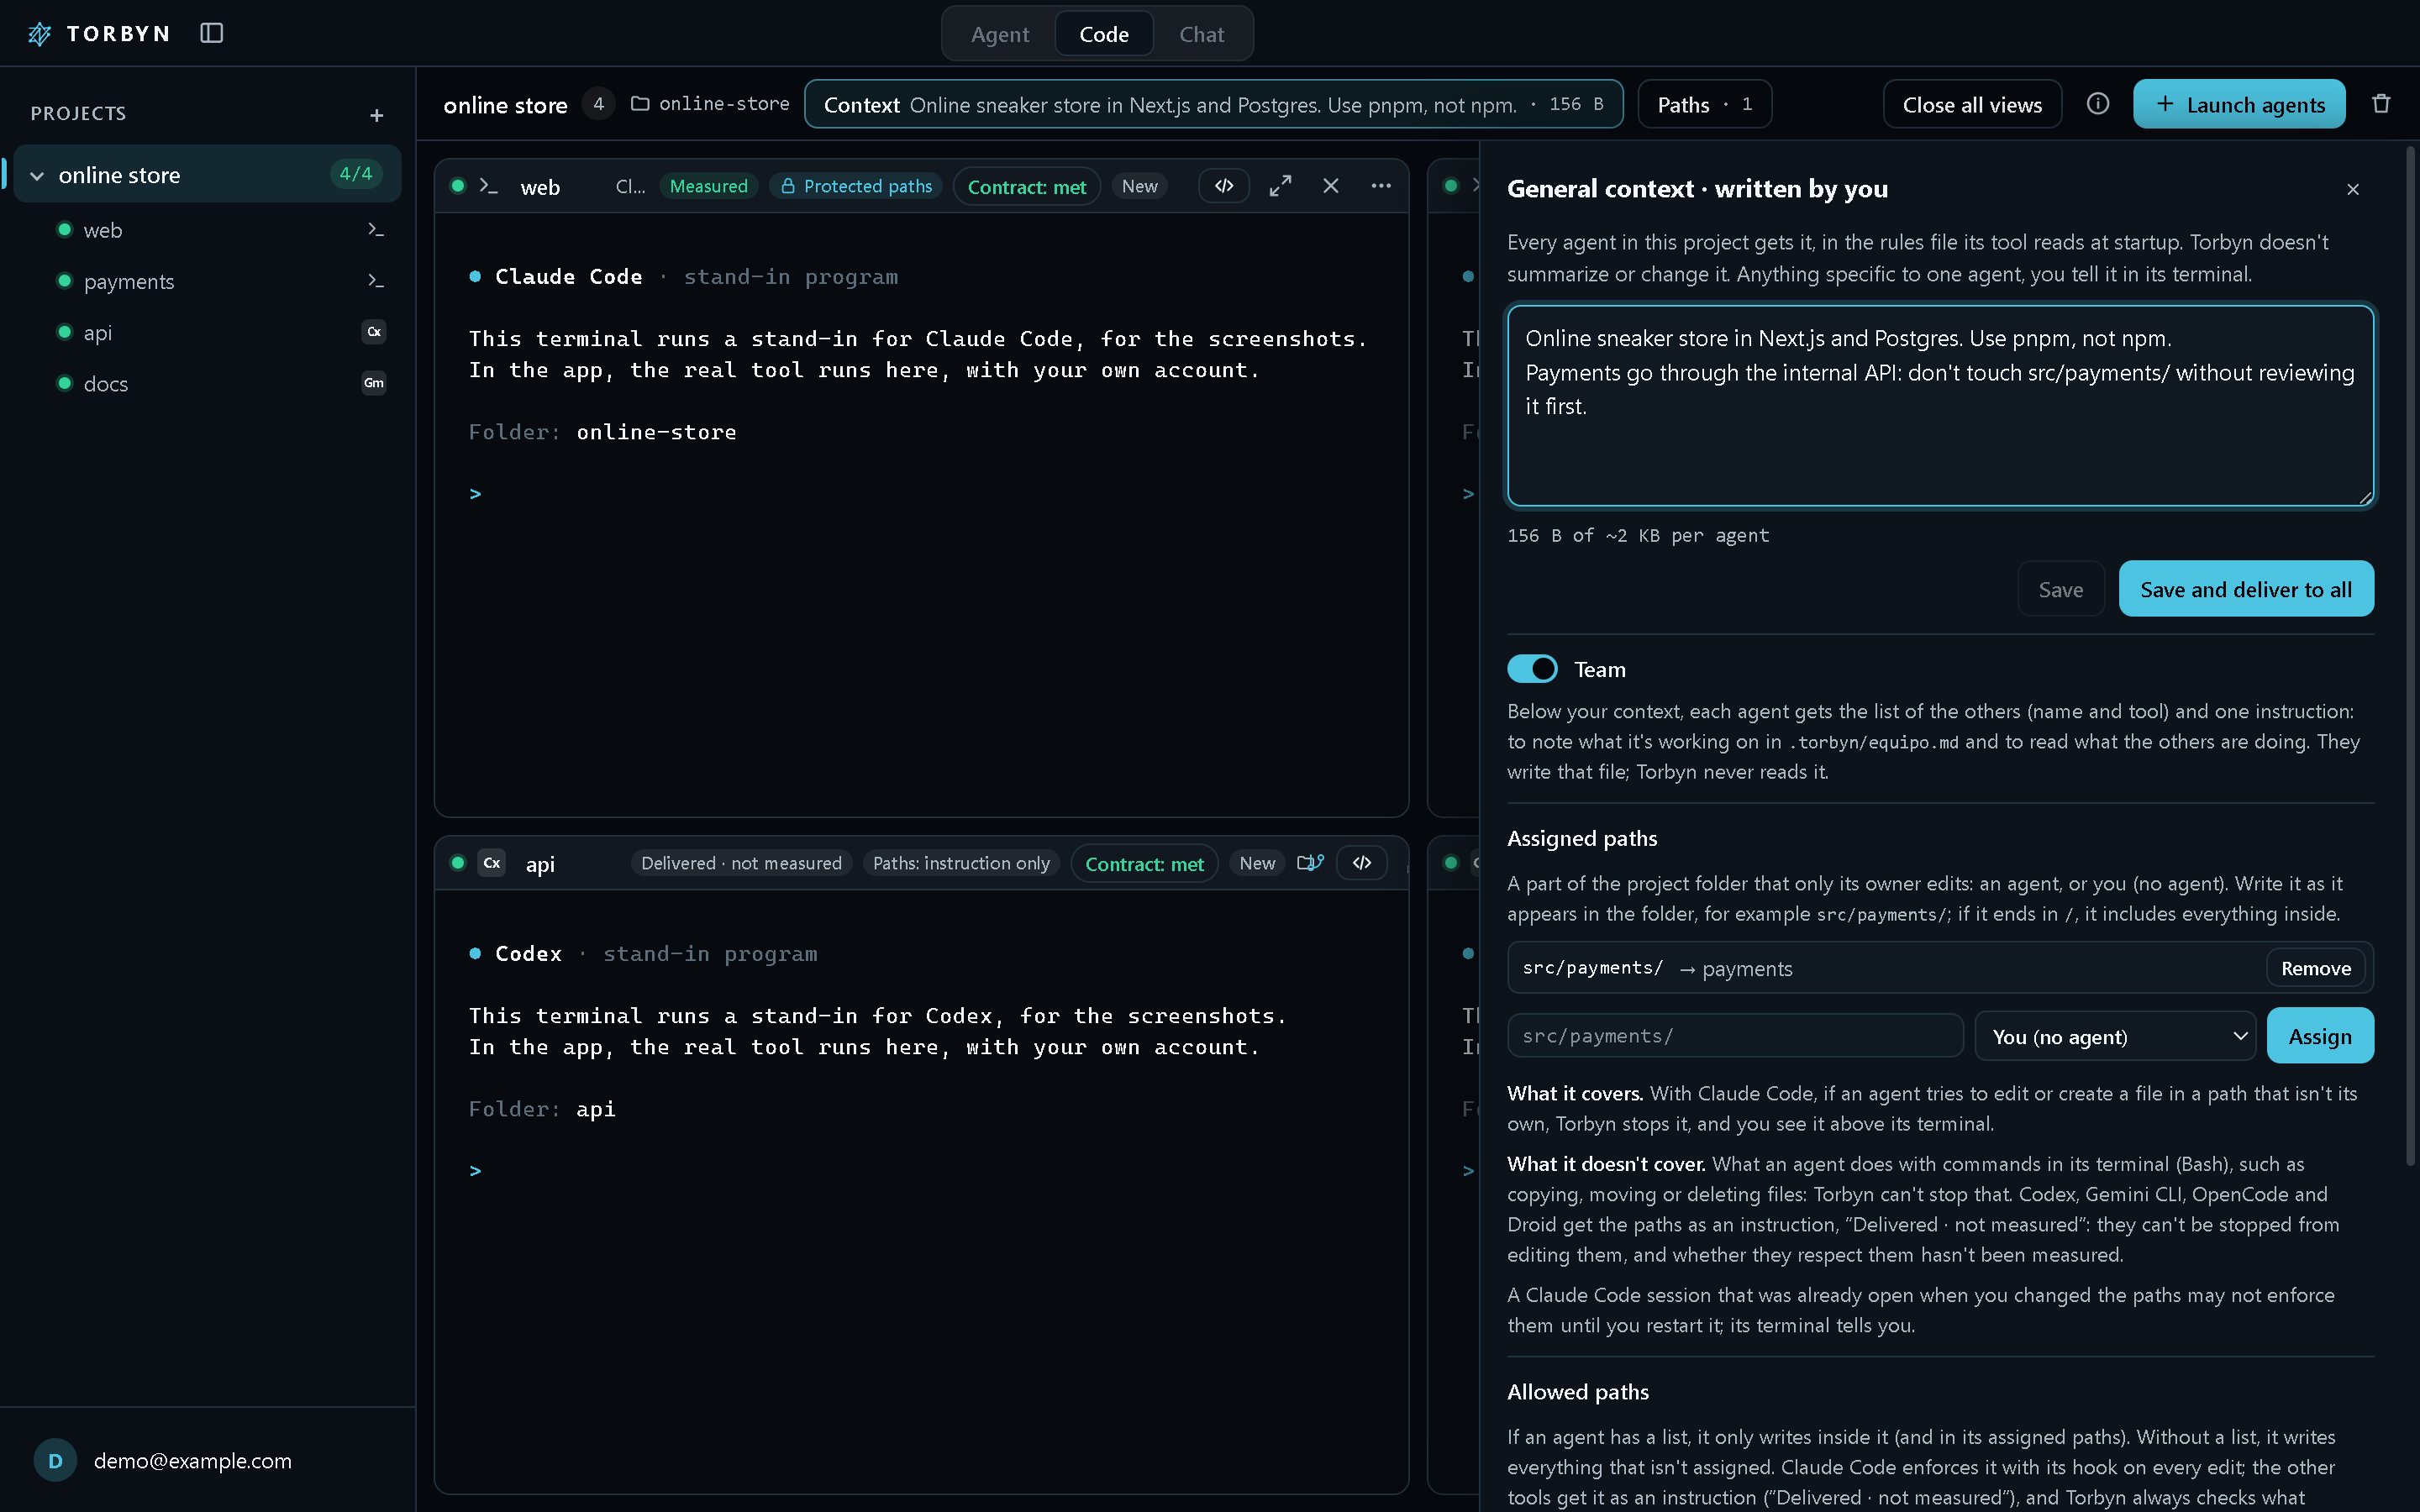 TORBYN
Agent
Code
Chat
PROJECTS
+
online store
4/4
web
payments
api
Cx
docs
Gm
D
demo@example.com
online store
4
online-store
Context Online sneaker store in Next.js and Postgres. Use pnpm, not npm. · 156 B
Paths · 1
Close all views
+ Launch agents
web
Cl...
Measured
Protected paths
Contract: met
New
Claude Code · stand-in program
This terminal runs a stand-in for Claude Code, for the screenshots.
In the app, the real tool runs here, with your own account.
Folder: online-store
>
Cx
api
Delivered · not measured
Paths: instruction only
Contract: met
New
Codex · stand-in program
This terminal runs a stand-in for Codex, for the screenshots.
In the app, the real tool runs here, with your own account.
Folder: api
>
>
>
General context · written by you
Every agent in this project gets it, in the rules file its tool reads at startup. Torbyn doesn't
summarize or change it. Anything specific to one agent, you tell it in its terminal.
Online sneaker store in Next.js and Postgres. Use pnpm, not npm.
Payments go through the internal API: don't touch src/payments/ without reviewing
it first.
156 B of ~2 KB per agent
Save
Save and deliver to all
Team
Below your context, each agent gets the list of the others (name and tool) and one instruction:
to note what it's working on in .torbyn/equipo.md and to read what the others are doing. They
write that file; Torbyn never reads it.
Assigned paths
A part of the project folder that only its owner edits: an agent, or you (no agent). Write it as it
appears in the folder, for example src/payments/; if it ends in /, it includes everything inside.
src/payments/ → payments
Remove
src/payments/
You (no agent)
Assign
What it covers. With Claude Code, if an agent tries to edit or create a file in a path that isn't its
own, Torbyn stops it, and you see it above its terminal.
What it doesn't cover. What an agent does with commands in its terminal (Bash), such as
copying, moving or deleting files: Torbyn can't stop that. Codex, Gemini CLI, OpenCode and
Droid get the paths as an instruction, "Delivered · not measured": they can't be stopped from
editing them, and whether they respect them hasn't been measured.
A Claude Code session that was already open when you changed the paths may not enforce
them until you restart it; its terminal tells you.
Allowed paths
If an agent has a list, it only writes inside it (and in its assigned paths). Without a list, it writes
everything that isn't assigned. Claude Code enforces it with its hook on every edit; the other
tools get it as an instruction ("Delivered · not measured"), and Torbyn always checks what